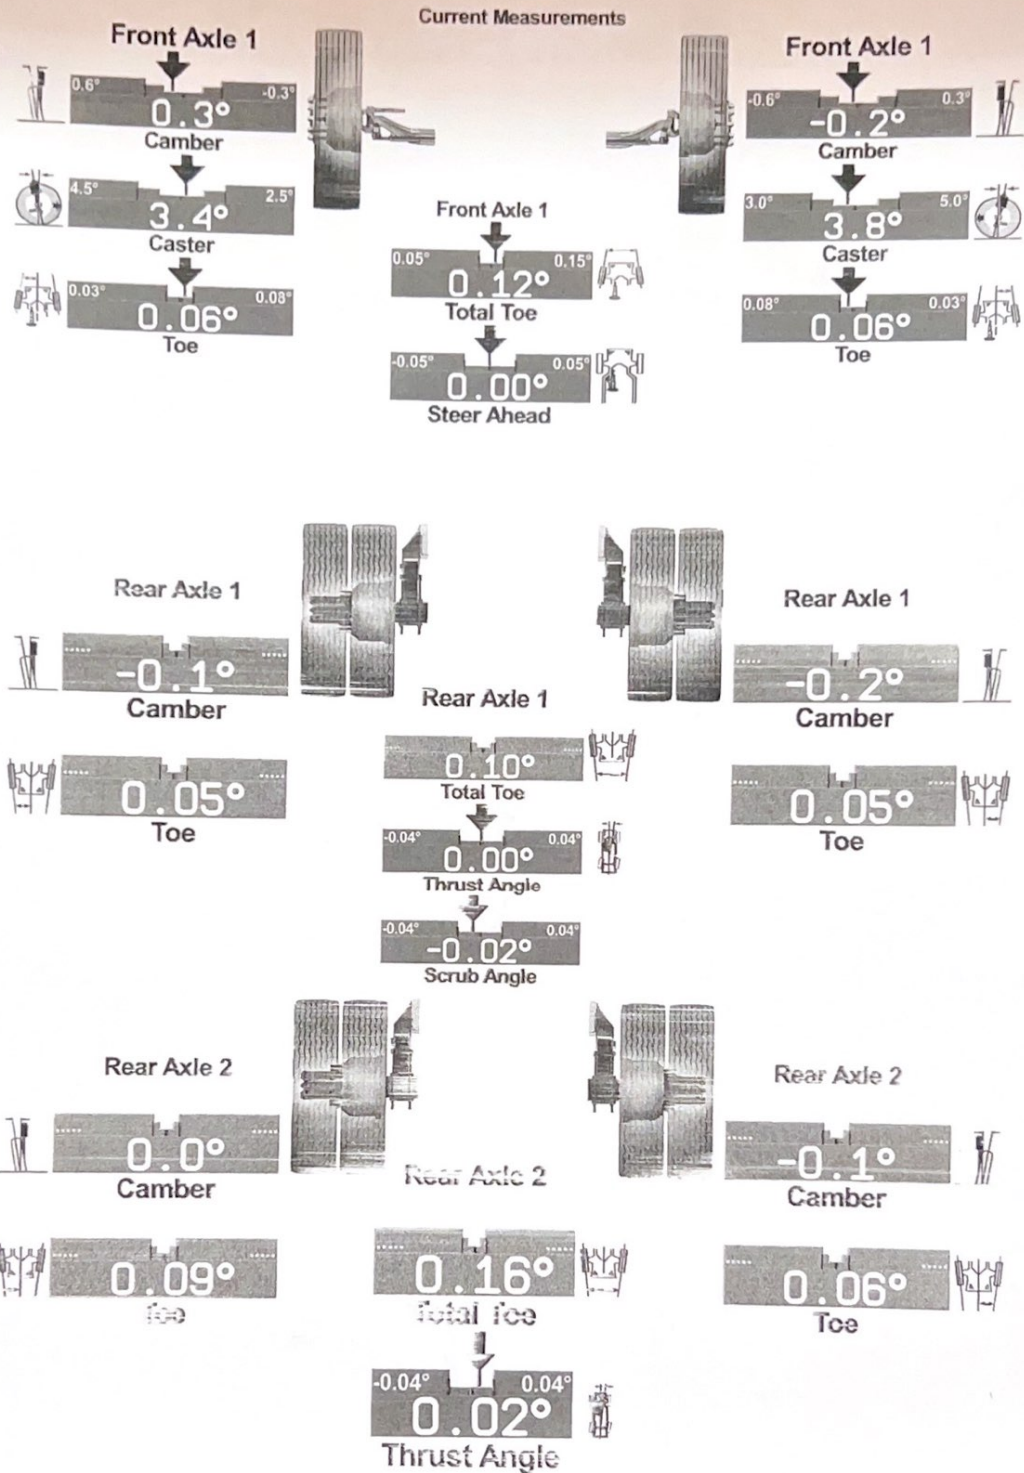 Current Measurements
Front Axle 1
0.6° -0.3°
0.3°
Camber
4.5° 2.5°
3.4°
Caster
0.03° 0.08°
0.06°
Toe
Front Axle 1
0.05° 0.15°
0.12°
Total Toe
-0.05° 0.05°
0.00°
Steer Ahead
Front Axle 1
-0.6° 0.3°
-0.2°
Camber
3.0° 5.0°
3.8°
Caster
0.08° 0.03°
0.06°
Toe
Rear Axle 1
-0.1°
Camber
0.05°
Toe
Rear Axle 1
0.10°
Total Toe
-0.04° 0.04°
0.00°
Thrust Angle
-0.04° 0.04°
-0.02°
Scrub Angle
Rear Axle 1
-0.2°
Camber
0.05°
Toe
Rear Axle 2
0.0°
Camber
0.09°
Toe
Rear Axle 2
0.16°
Total Toe
-0.04° 0.04°
0.02°
Thrust Angle
Rear Axle 2
-0.1°
Camber
0.06°
Toe